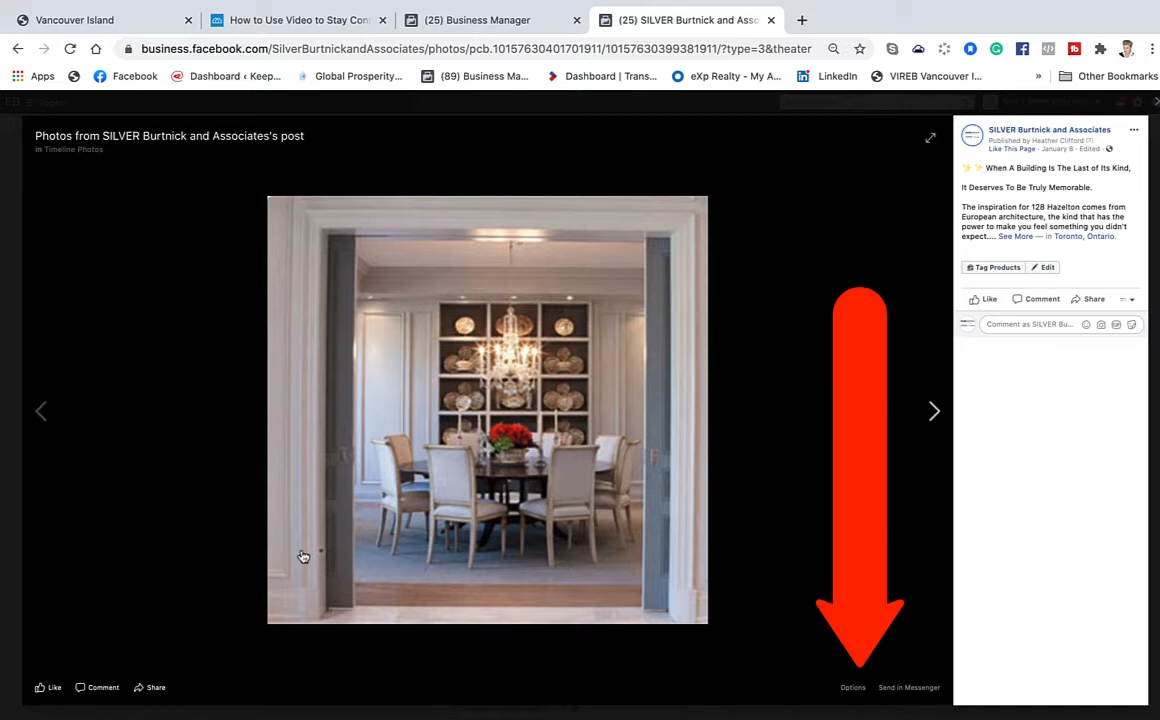 Vancouver Island
How to Use Video to Stay Con
(25) Business Manager
(25) SILVER Burtnick and Asso
business.facebook.com/SilverBurtnickandAssociates/photos/pcb.10157630401701911/10157630399381911/?type=3&theater
Apps
Facebook
Dashboard ‹ Keep...
Global Prosperity...
(89) Business Ma...
Dashboard | Trans...
eXp Realty - My A...
LinkedIn
VIREB Vancouver I...
»
Other Bookmarks
Photos from SILVER Burtnick and Associates's post
in Timeline Photos
SILVER Burtnick and Associates
Published by Heather Clifford [?]
Like This Page · January 6 · Edited ·
✨ ✨ When A Building Is The Last of Its Kind,
It Deserves To Be Truly Memorable.
The inspiration for 128 Hazelton comes from
European architecture, the kind that has the
power to make you feel something you didn't
expect.... See More — in Toronto, Ontario.
Tag Products
Edit
Like
Comment
Share
Comment as SILVER Bu...
Like
Comment
Share
Options
Send in Messenger